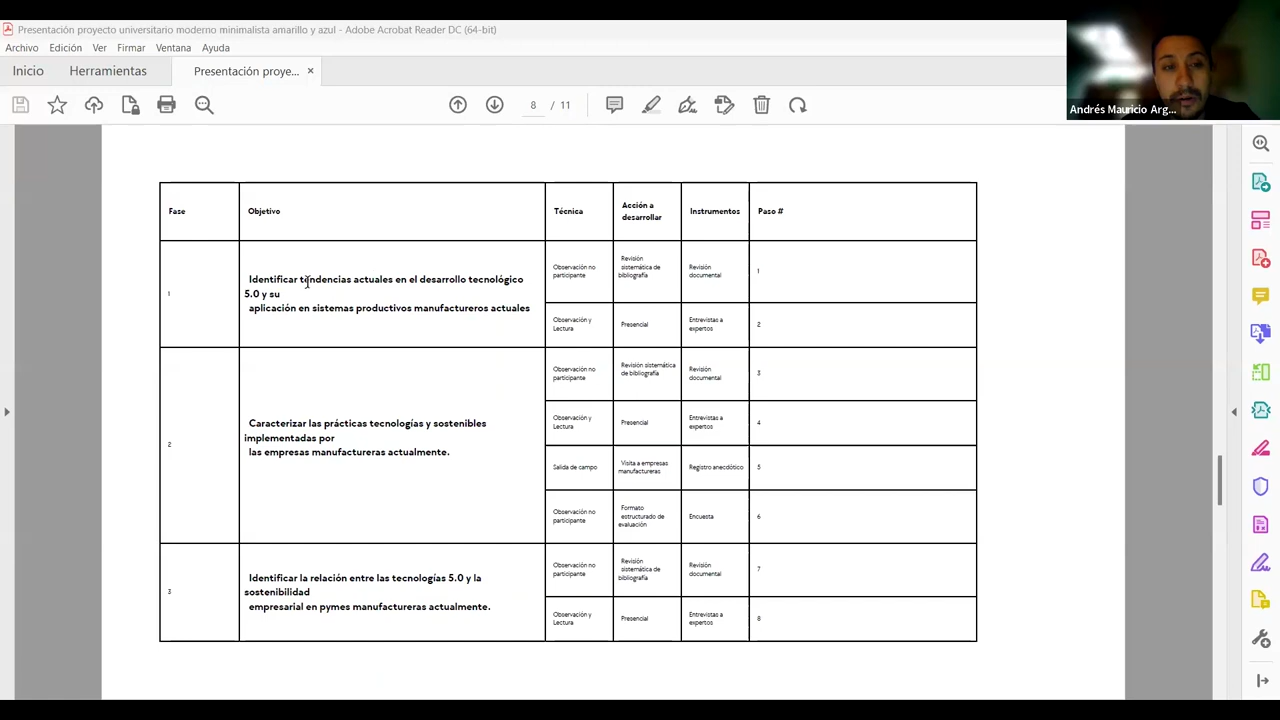 Presentación proyecto universitario moderno minimalista amarillo y azul - Adobe Acrobat Reader DC (64-bit)
Archivo Edición Ver Firmar Ventana Ayuda
Inicio Herramientas Presentación proye... ×
8 / 11
Andrés Mauricio Arg...
Fase Objetivo Técnica Acción a desarrollar Instrumentos Paso #
1
Identificar tendencias actuales en el desarrollo tecnológico
5.0 y su
aplicación en sistemas productivos manufactureros actuales
Observación no
participante
Revisión
sistemática de
bibliografía
Revisión
documental
1
Observación y
Lectura
Presencial
Entrevistas a
expertos
2
2
Caracterizar las prácticas tecnologías y sostenibles
implementadas por
las empresas manufactureras actualmente.
Observación no
participante
Revisión sistemática
de bibliografía
Revisión
documental
3
Observación y
Lectura
Presencial
Entrevistas a
expertos
4
Salida de campo
Visita a empresas
manufactureras
Registro anecdótico
5
Observación no
participante
Formato
estructurado de
evaluación
Encuesta
6
3
Identificar la relación entre las tecnologías 5.0 y la
sostenibilidad
empresarial en pymes manufactureras actualmente.
Observación no
participante
Revisión
sistemática de
bibliografía
Revisión
documental
7
Observación y
Lectura
Presencial
Entrevistas a
expertos
8